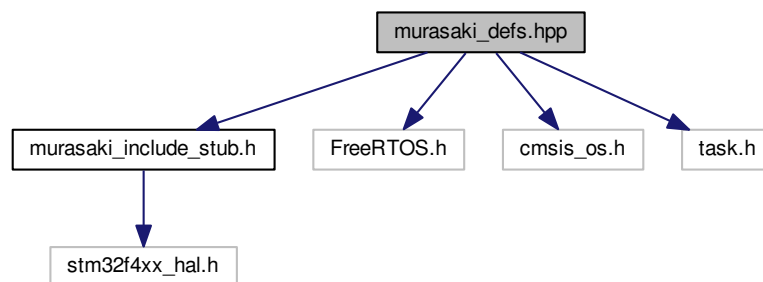 murasaki_defs.hpp
murasaki_include_stub.h
FreeRTOS.h
cmsis_os.h
task.h
stm32f4xx_hal.h